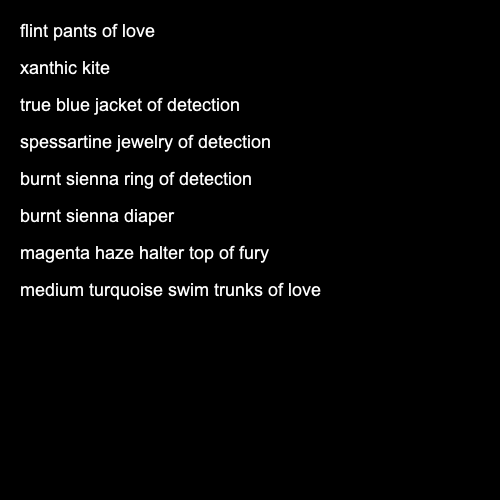 flint pants of love
xanthic kite
true blue jacket of detection
spessartine jewelry of detection
burnt sienna ring of detection
burnt sienna diaper
magenta haze halter top of fury
medium turquoise swim trunks of love